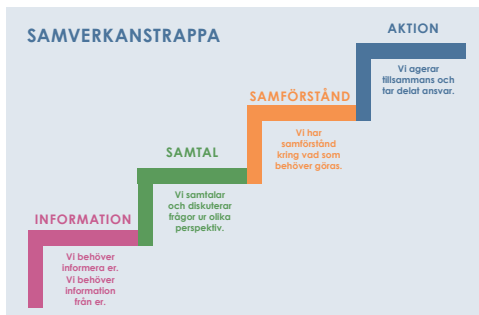 SAMVERKANSTRAPPA
INFORMATION
Vi behöver
informera er.
Vi behöver
information
från er.
SAMTAL
Vi samtalar
och diskuterar
frågor ur olika
perspektiv.
SAMFÖRSTÅND
Vi har
samförstånd
kring vad som
behöver göras.
AKTION
Vi agerar
tillsammans och
tar delat ansvar.